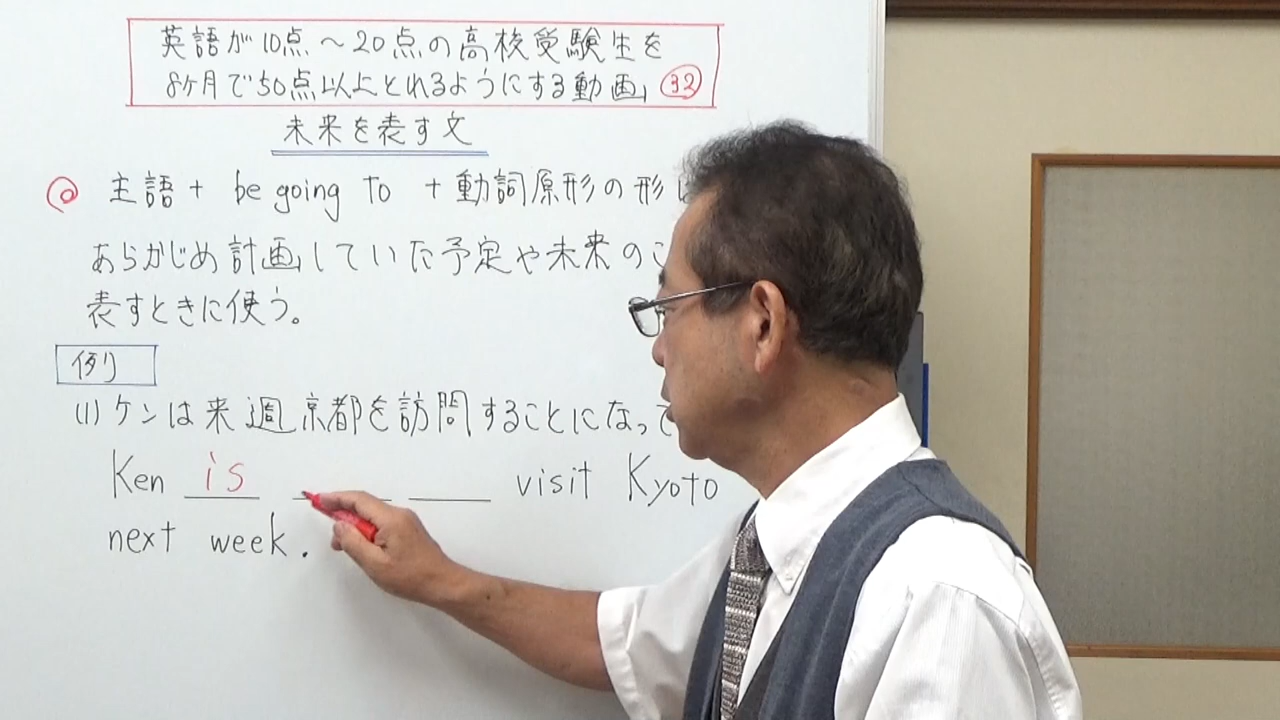 英語が10点～20点の高校受験生を
8ヶ月で50点以上とれるようにする動画 32
未来を表す文
@ 主語 + be going to + 動詞原形の形は
あらかじめ計画していた予定や未来のこ
表すときに使う。
例
(1) ケンは来週京都を訪問することになって
Ken is ___ ___ visit Kyoto
next week.